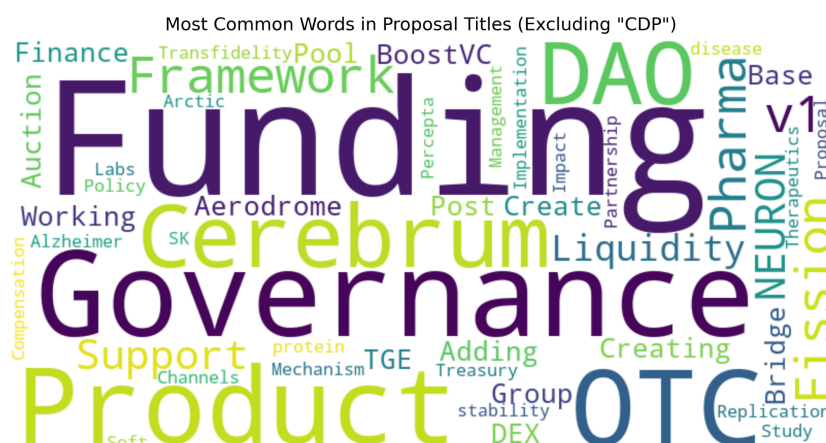 Most Common Words in Proposal Titles (Excluding "CDP")
Finance
Transfidelity
Pool
BoostVC
DAO
disease
Framework
Base
Auction
Arctic
Funding
Percepta
Management
Implementation
Impact
Partnership
Pharma
v1
Proposal
Labs
Policy
Therapeutics
NEURON
Working
Aerodrome
Post
Create
Alzheimer
SK
Cerebrum
Liquidity
Compensation
Governance
Fission
Bridge
Support
protein
TGE
Adding
Creating
Channels
Mechanism
Treasury
Product
Group
OTC
stability
Replication
Soft
DEX
Study